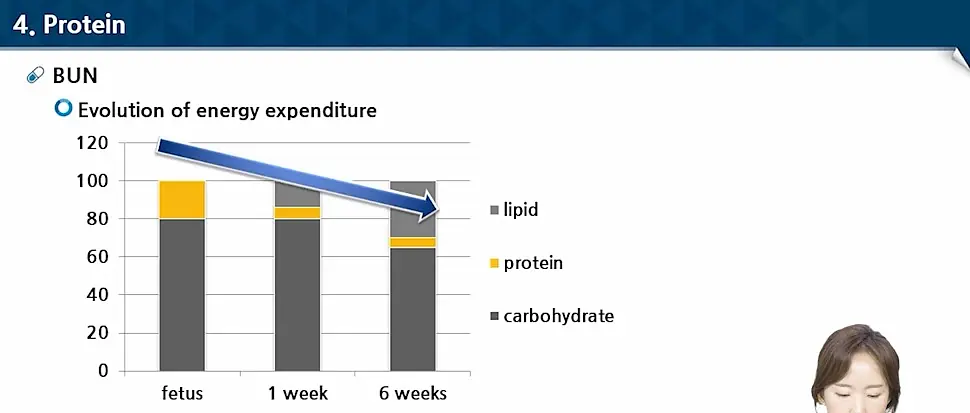 4. Protein
BUN
Evolution of energy expenditure
120
100
80
60
40
20
0
fetus
1 week
6 weeks
lipid
protein
carbohydrate